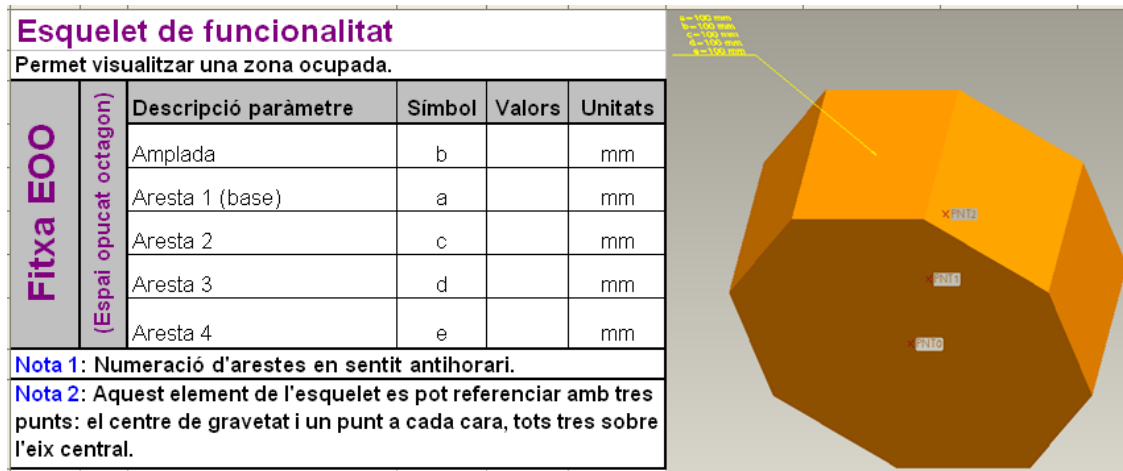 Esquelet de funcionalitat
Permet visualitzar una zona ocupada.
Fitxa EOO
(Espai opucat octagon)
Descripció paràmetre Símbol Valors Unitats
Amplada b mm
Aresta 1 (base) a mm
Aresta 2 c mm
Aresta 3 d mm
Aresta 4 e mm
Nota 1: Numeració d'arestes en sentit antihorari.
Nota 2: Aquest element de l'esquelet es pot referenciar amb tres
punts: el centre de gravetat i un punt a cada cara, tots tres sobre
l'eix central.
a=100 mm
b=100 mm
c=100 mm
d=100 mm
e=100 mm
PNT2
PNT1
PNT0